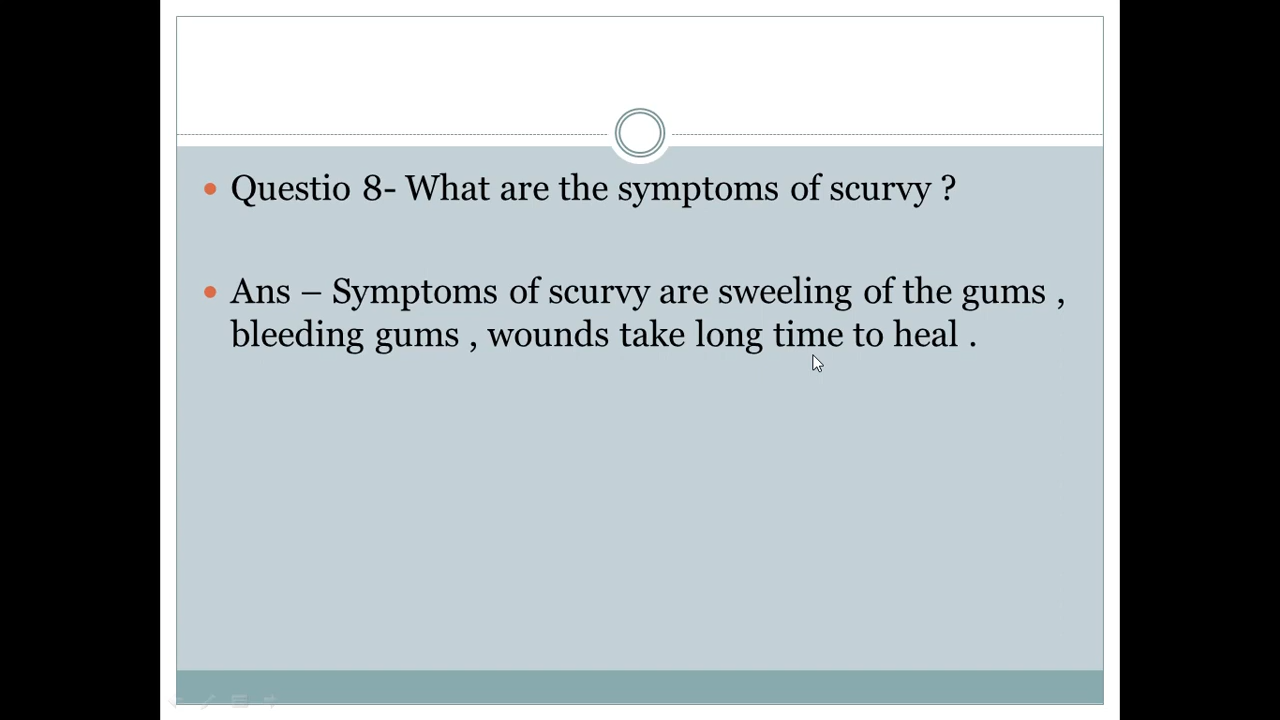 Questio 8- What are the symptoms of scurvy ?
Ans – Symptoms of scurvy are sweeling of the gums ,
bleeding gums , wounds take long time to heal .